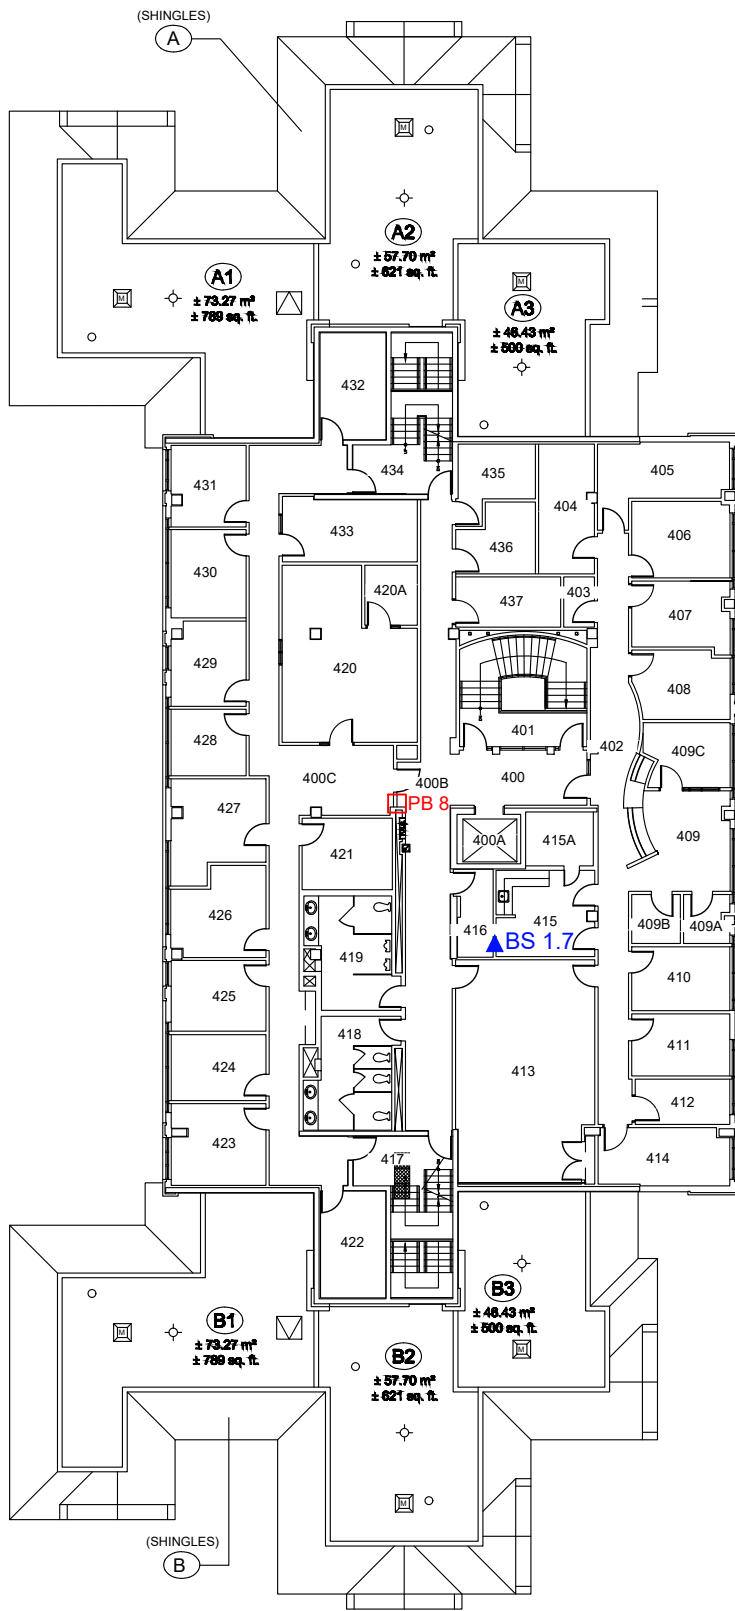 (SHINGLES)
A
M
A2
± 57.70 m²
± 621 sq. ft.
A1
± 73.27 m²
± 789 sq. ft.
M
M
A3
± 46.43 m²
± 500 sq. ft.
432
434
435
404
405
431
433
436
406
430
420A
437
403
407
429
420
408
428
401
402
409C
400C
400B
400
427
PB 8
409
421
400A
415A
426
419
416
415
409B
409A
BS 1.7
425
410
418
411
424
413
412
423
417
414
422
B3
± 46.43 m²
± 500 sq. ft.
B1
± 73.27 m²
± 789 sq. ft.
M
M
B2
± 57.70 m²
± 621 sq. ft.
M
(SHINGLES)
B